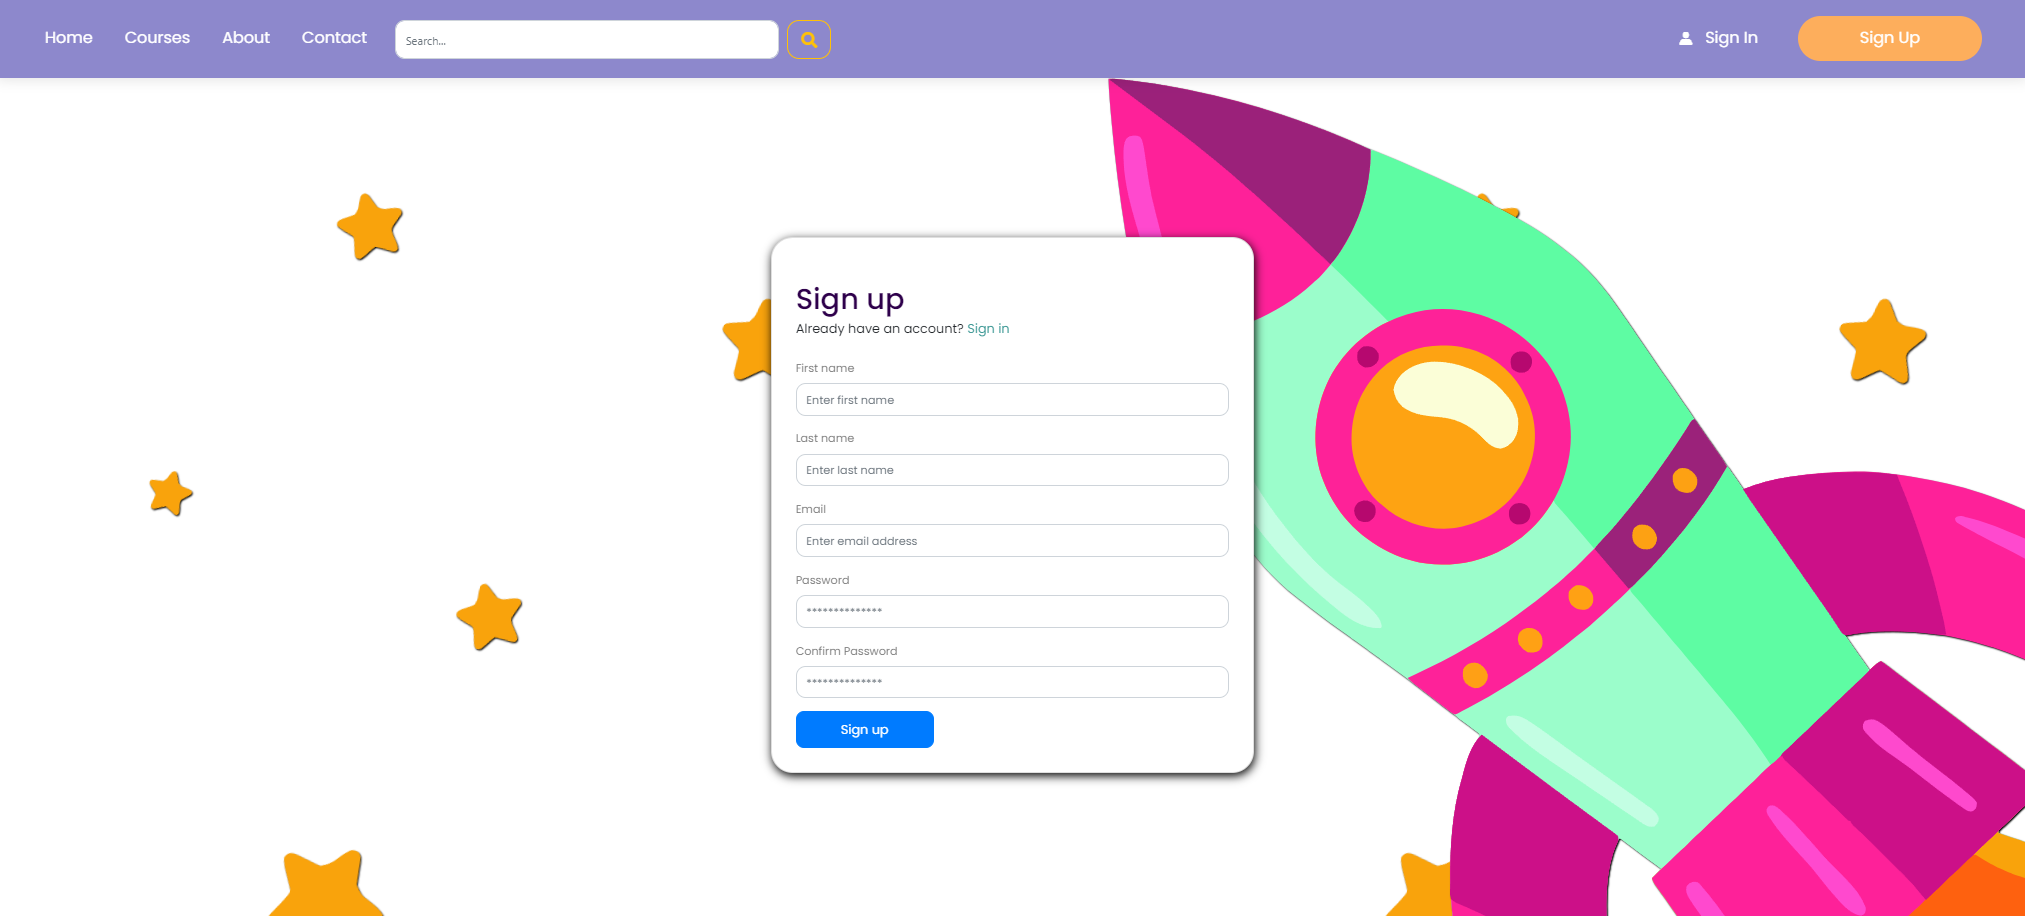 Home Courses About Contact Search... Sign In Sign Up
Sign up
Already have an account? Sign in
First name
Enter first name
Last name
Enter last name
Email
Enter email address
Password
**************
Confirm Password
**************
Sign up